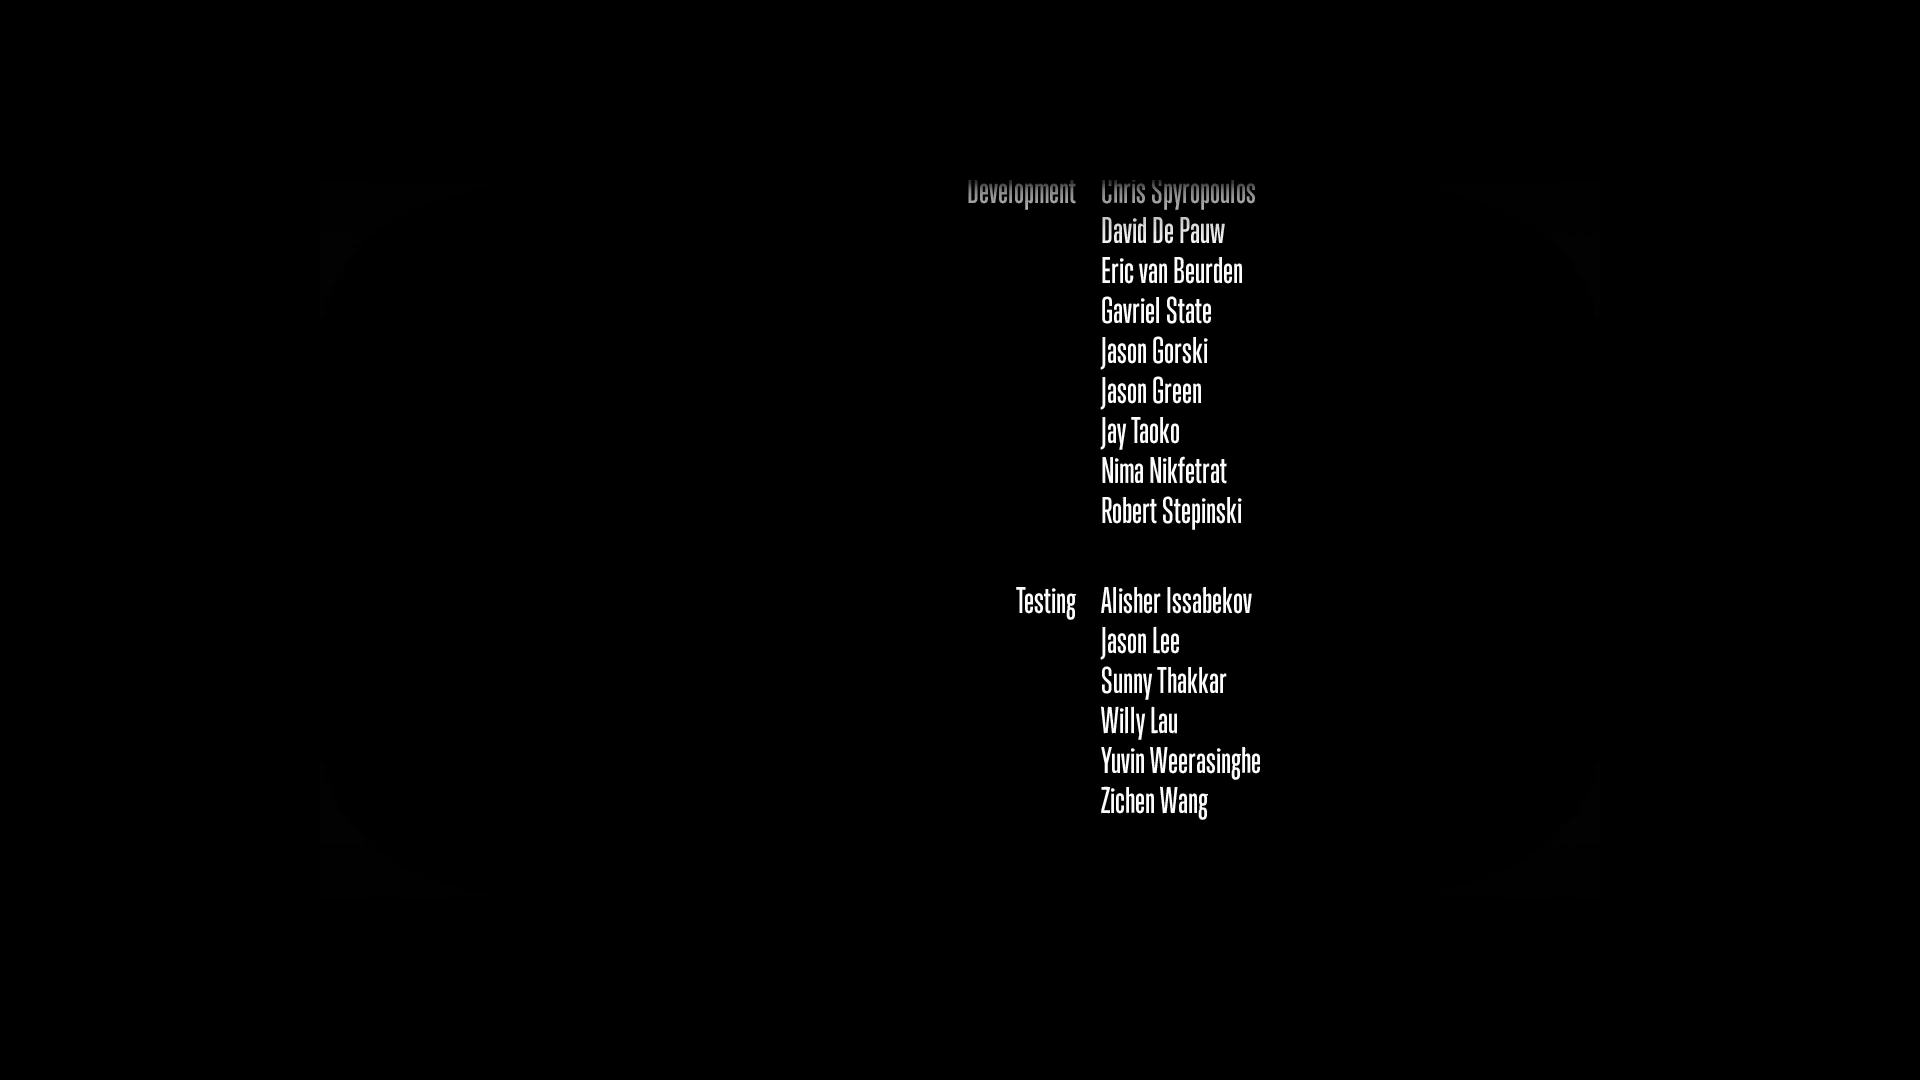 Development Chris Spyropoulos
David De Pauw
Eric van Beurden
Gavriel State
Jason Gorski
Jason Green
Jay Taoko
Nima Nikfetrat
Robert Stepinski
Testing Alisher Issabekov
Jason Lee
Sunny Thakkar
Willy Lau
Yuvin Weerasinghe
Zichen Wang